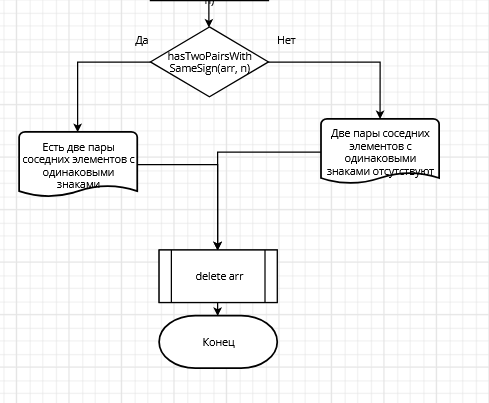 n)
Да
Нет
hasTwoPairsWith
SameSign(arr, n)
Есть две пары
соседних элементов с
одинаковыми
знаками
Две пары соседних
элементов с
одинаковыми
знаками отсутствуют
delete arr
Конец